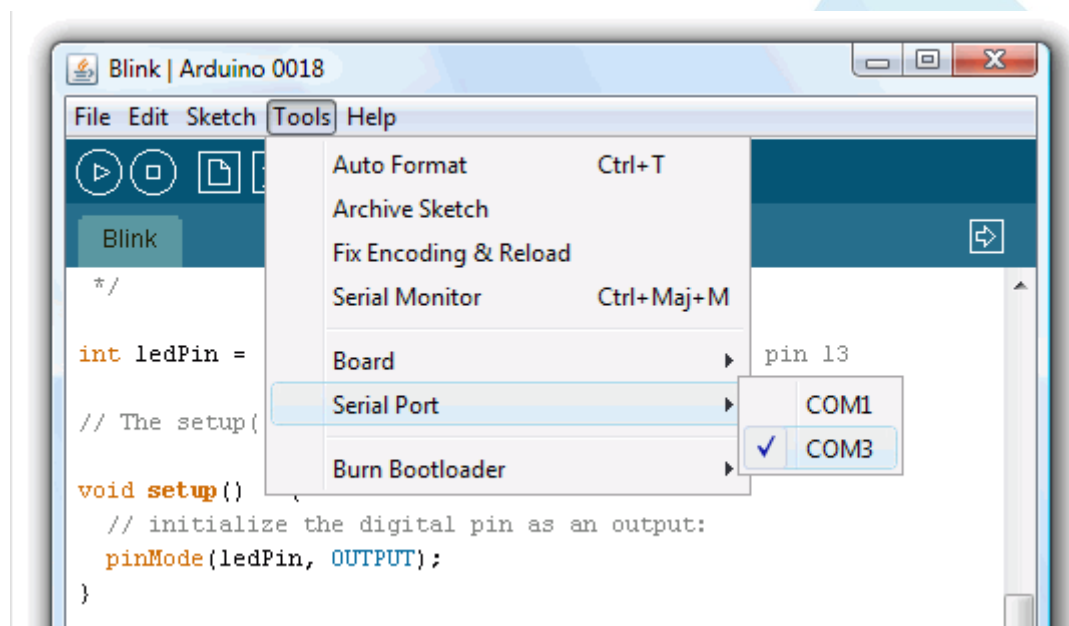 Blink | Arduino 0018
File Edit Sketch Tools Help
Auto Format Ctrl+T
Archive Sketch
Fix Encoding & Reload
Serial Monitor Ctrl+Maj+M
Board
Serial Port
Burn Bootloader
COM1
COM3
Blink
*/
int ledPin = pin 13
// The setup(
void setup()
// initialize the digital pin as an output:
pinMode(ledPin, OUTPUT);
}